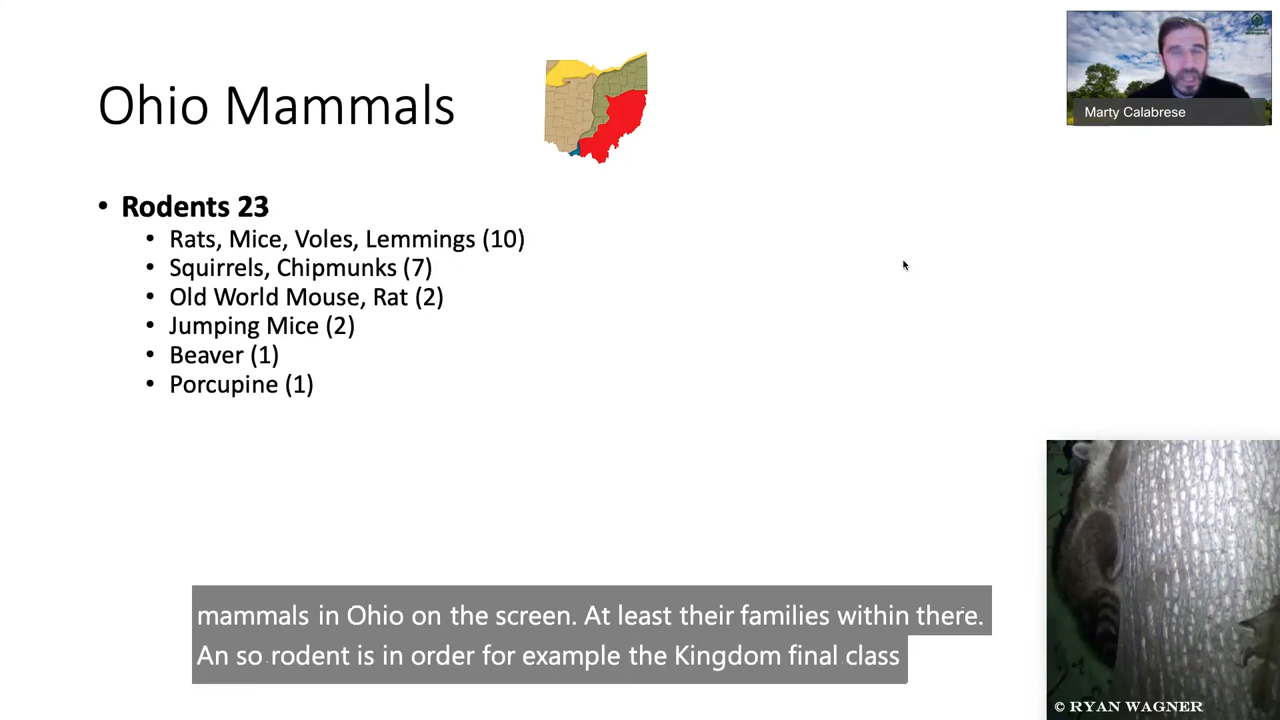 Ohio Mammals
Marty Calabrese
• Rodents 23
• Rats, Mice, Voles, Lemmings (10)
• Squirrels, Chipmunks (7)
• Old World Mouse, Rat (2)
• Jumping Mice (2)
• Beaver (1)
• Porcupine (1)
mammals in Ohio on the screen. At least their families within there.
An so rodent is in order for example the Kingdom final class
© RYAN WAGNER